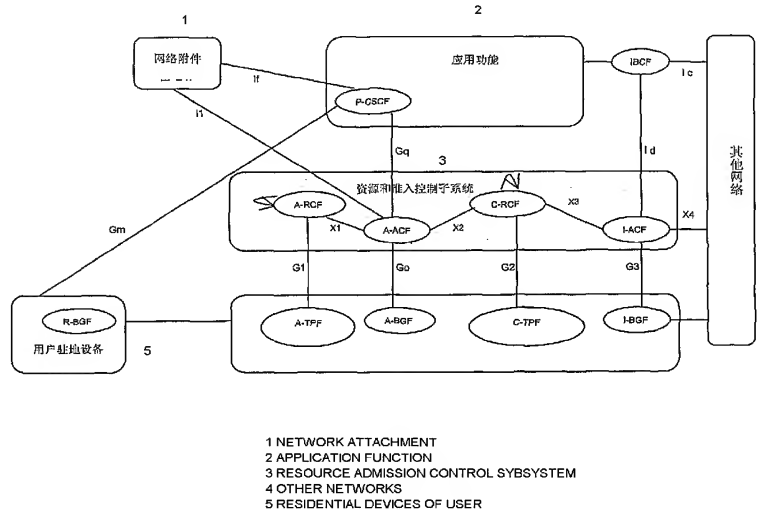 1
2
网络附件
应用功能
IBCF
If
Ic
P-CSCF
I1
Gq
Id
3
其他网络
资源和准入控制子系统
A-RCF
N
C-RCF
X3
X4
Gm
X1
A-ACF
X2
I-ACF
G1
Go
G2
G3
R-BGF
A-TPF
A-BGF
C-TPF
I-BGF
用户驻地设备
5
1 NETWORK ATTACHMENT
2 APPLICATION FUNCTION
3 RESOURCE ADMISSION CONTROL SYBSYSTEM
4 OTHER NETWORKS
5 RESIDENTIAL DEVICES OF USER